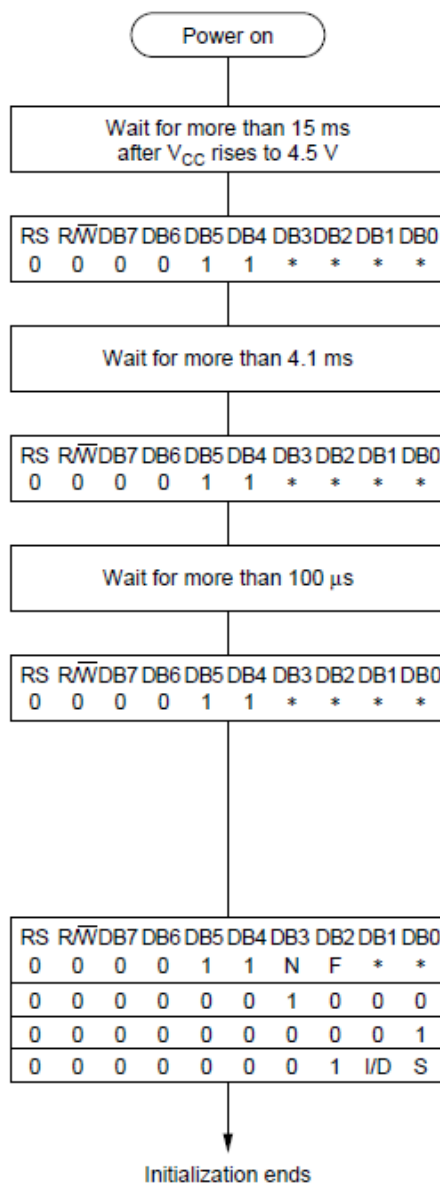 Power on
Wait for more than 15 ms
after VCC rises to 4.5 V
RS R/W̅ DB7 DB6 DB5 DB4 DB3 DB2 DB1 DB0
0 0 0 0 1 1 * * * *
Wait for more than 4.1 ms
RS R/W̅ DB7 DB6 DB5 DB4 DB3 DB2 DB1 DB0
0 0 0 0 1 1 * * * *
Wait for more than 100 μs
RS R/W̅ DB7 DB6 DB5 DB4 DB3 DB2 DB1 DB0
0 0 0 0 1 1 * * * *
RS R/W̅ DB7 DB6 DB5 DB4 DB3 DB2 DB1 DB0
0 0 0 0 1 1 N F * *
0 0 0 0 0 0 1 0 0 0
0 0 0 0 0 0 0 0 0 1
0 0 0 0 0 0 0 1 I/D S
Initialization ends